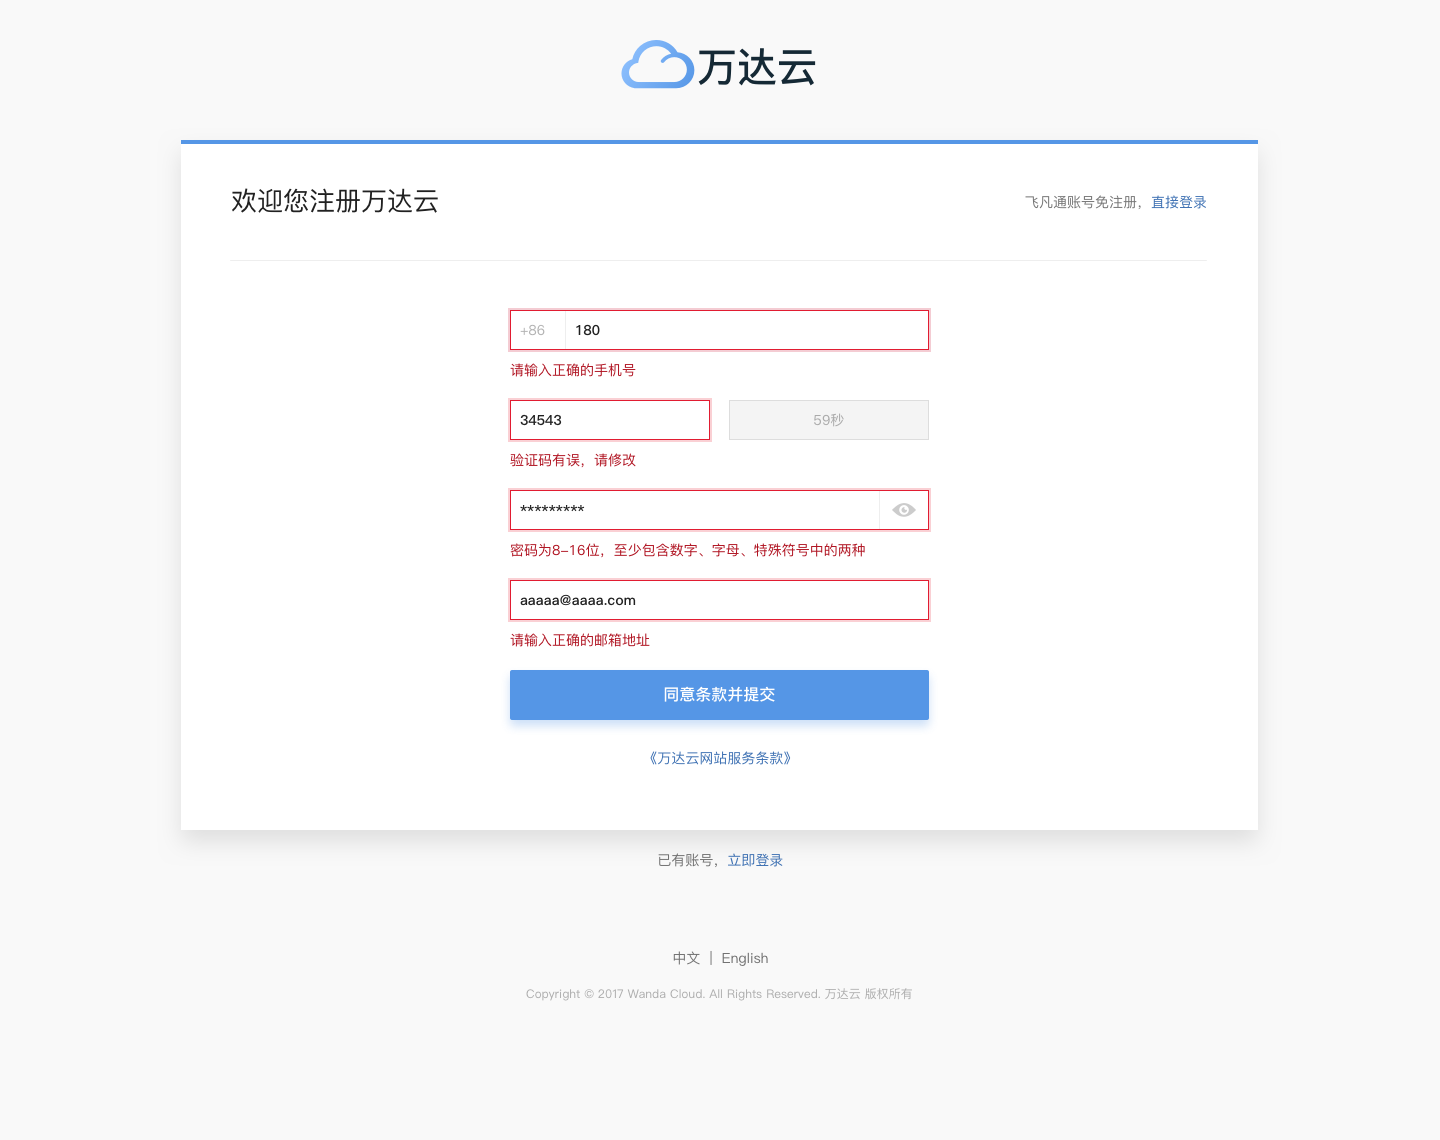 万达云
欢迎您注册万达云
飞凡通账号免注册，直接登录
+86 180
请输入正确的手机号
34543 59秒
验证码有误，请修改
*********
密码为8-16位，至少包含数字、字母、特殊符号中的两种
aaaaa@aaaa.com
请输入正确的邮箱地址
同意条款并提交
《万达云网站服务条款》
已有账号，立即登录
中文 | English
Copyright © 2017 Wanda Cloud. All Rights Reserved. 万达云 版权所有